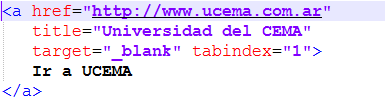 <a href="http://www.ucema.com.ar"
title="Universidad del CEMA"
target="_blank" tabindex="1">
Ir a UCEMA
</a>